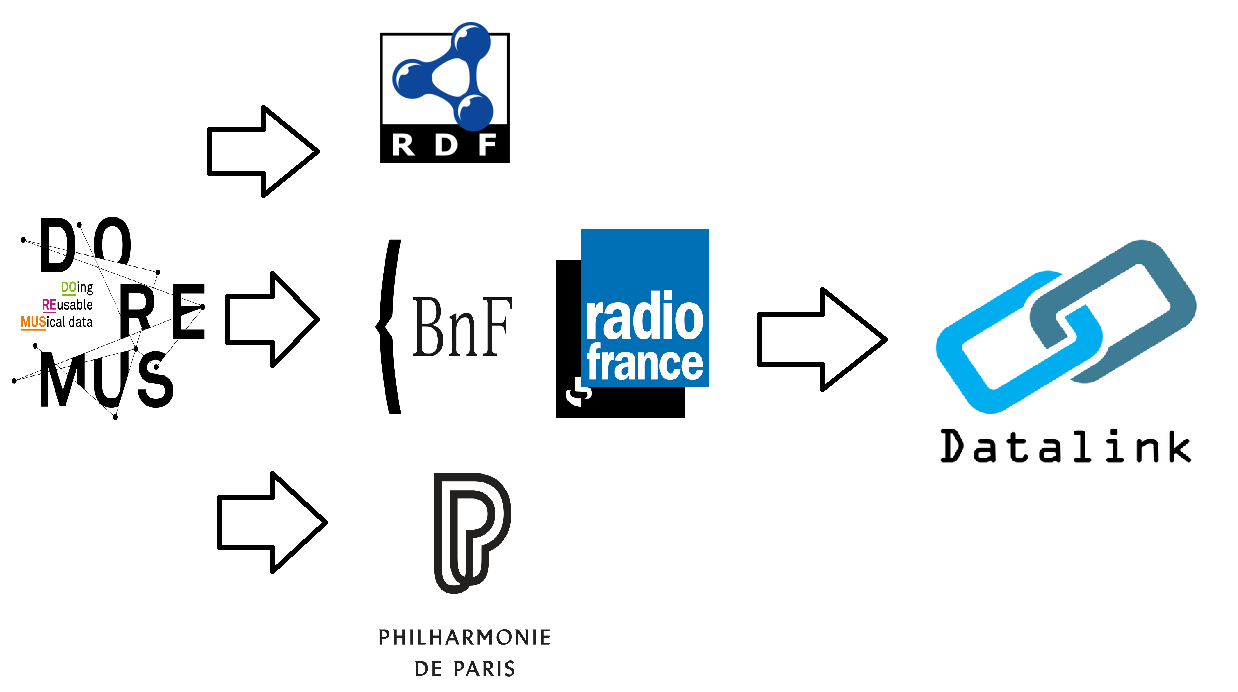 RDF
DO
RE
MUS
DOing
REusable
MUSical data
BnF
radio
france
PHILHARMONIE
DE PARIS
Datalink